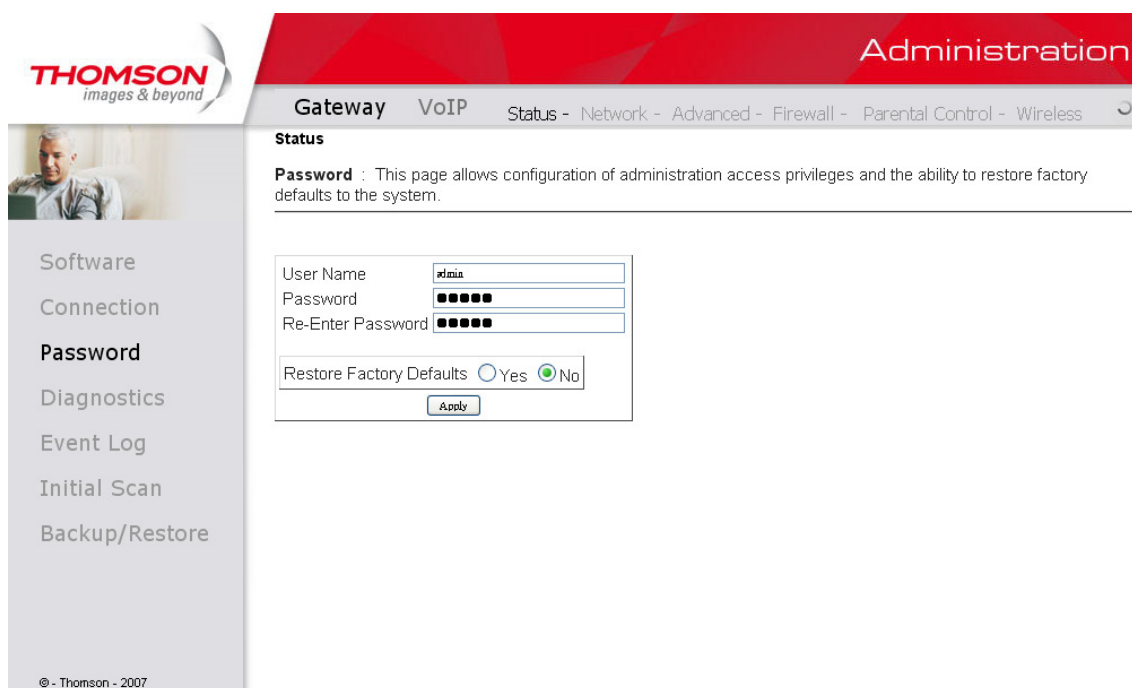 THOMSON
images & beyond
Administration
Gateway VoIP Status - Network - Advanced - Firewall - Parental Control - Wireless
Status
Password : This page allows configuration of administration access privileges and the ability to restore factory
defaults to the system.
Software
Connection
Password
Diagnostics
Event Log
Initial Scan
Backup/Restore
User Name admin
Password ●●●●●
Re-Enter Password ●●●●●
Restore Factory Defaults Yes No
Apply
© - Thomson - 2007